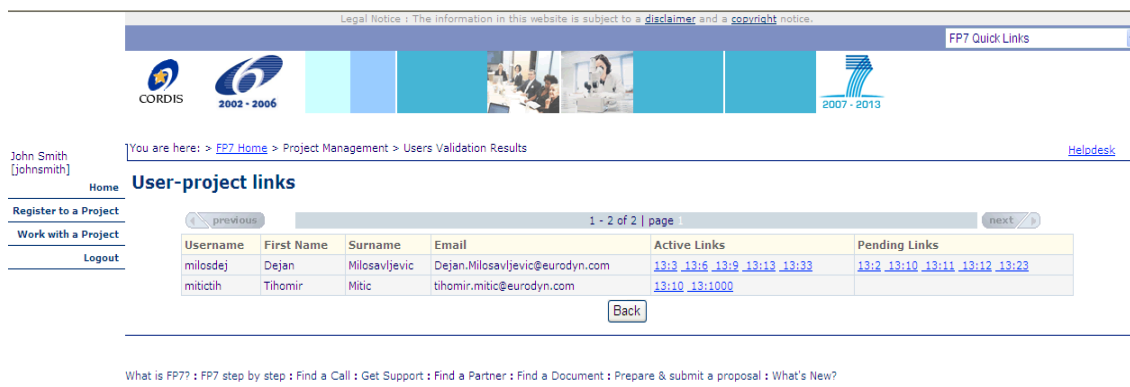 Legal Notice : The information in this website is subject to a disclaimer and a copyright notice.
FP7 Quick Links
CORDIS
6
2002 - 2006
7
2007 - 2013
John Smith
[johnsmith]
Home
Register to a Project
Work with a Project
Logout
You are here: > FP7 Home > Project Management > Users Validation Results
Helpdesk
User-project links
previous
1 - 2 of 2 | page 1
next
Username First Name Surname Email Active Links Pending Links
milosdej Dejan Milosavljevic Dejan.Milosavljevic@eurodyn.com 13:3 13:6 13:9 13:13 13:33 13:2 13:10 13:11 13:12 13:23
mitictih Tihomir Mitic tihomir.mitic@eurodyn.com 13:10 13:1000
Back
What is FP7? : FP7 step by step : Find a Call : Get Support : Find a Partner : Find a Document : Prepare & submit a proposal : What's New?